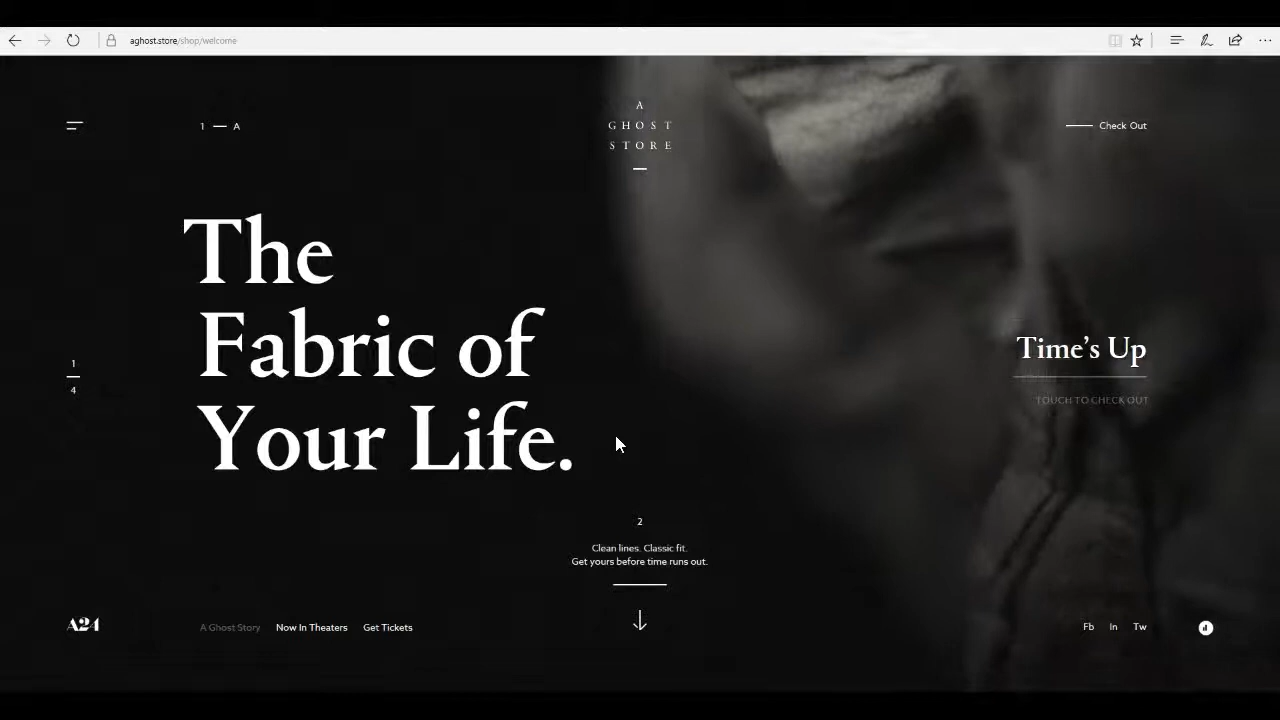 aghost.store/shop/welcome
1 — A
A
GHOST
STORE
Check Out
The
Fabric of
Your Life.
1
4
Time's Up
TOUCH TO CHECK OUT
2
Clean lines. Classic fit.
Get yours before time runs out.
A24
A Ghost Story Now In Theaters Get Tickets
Fb In Tw